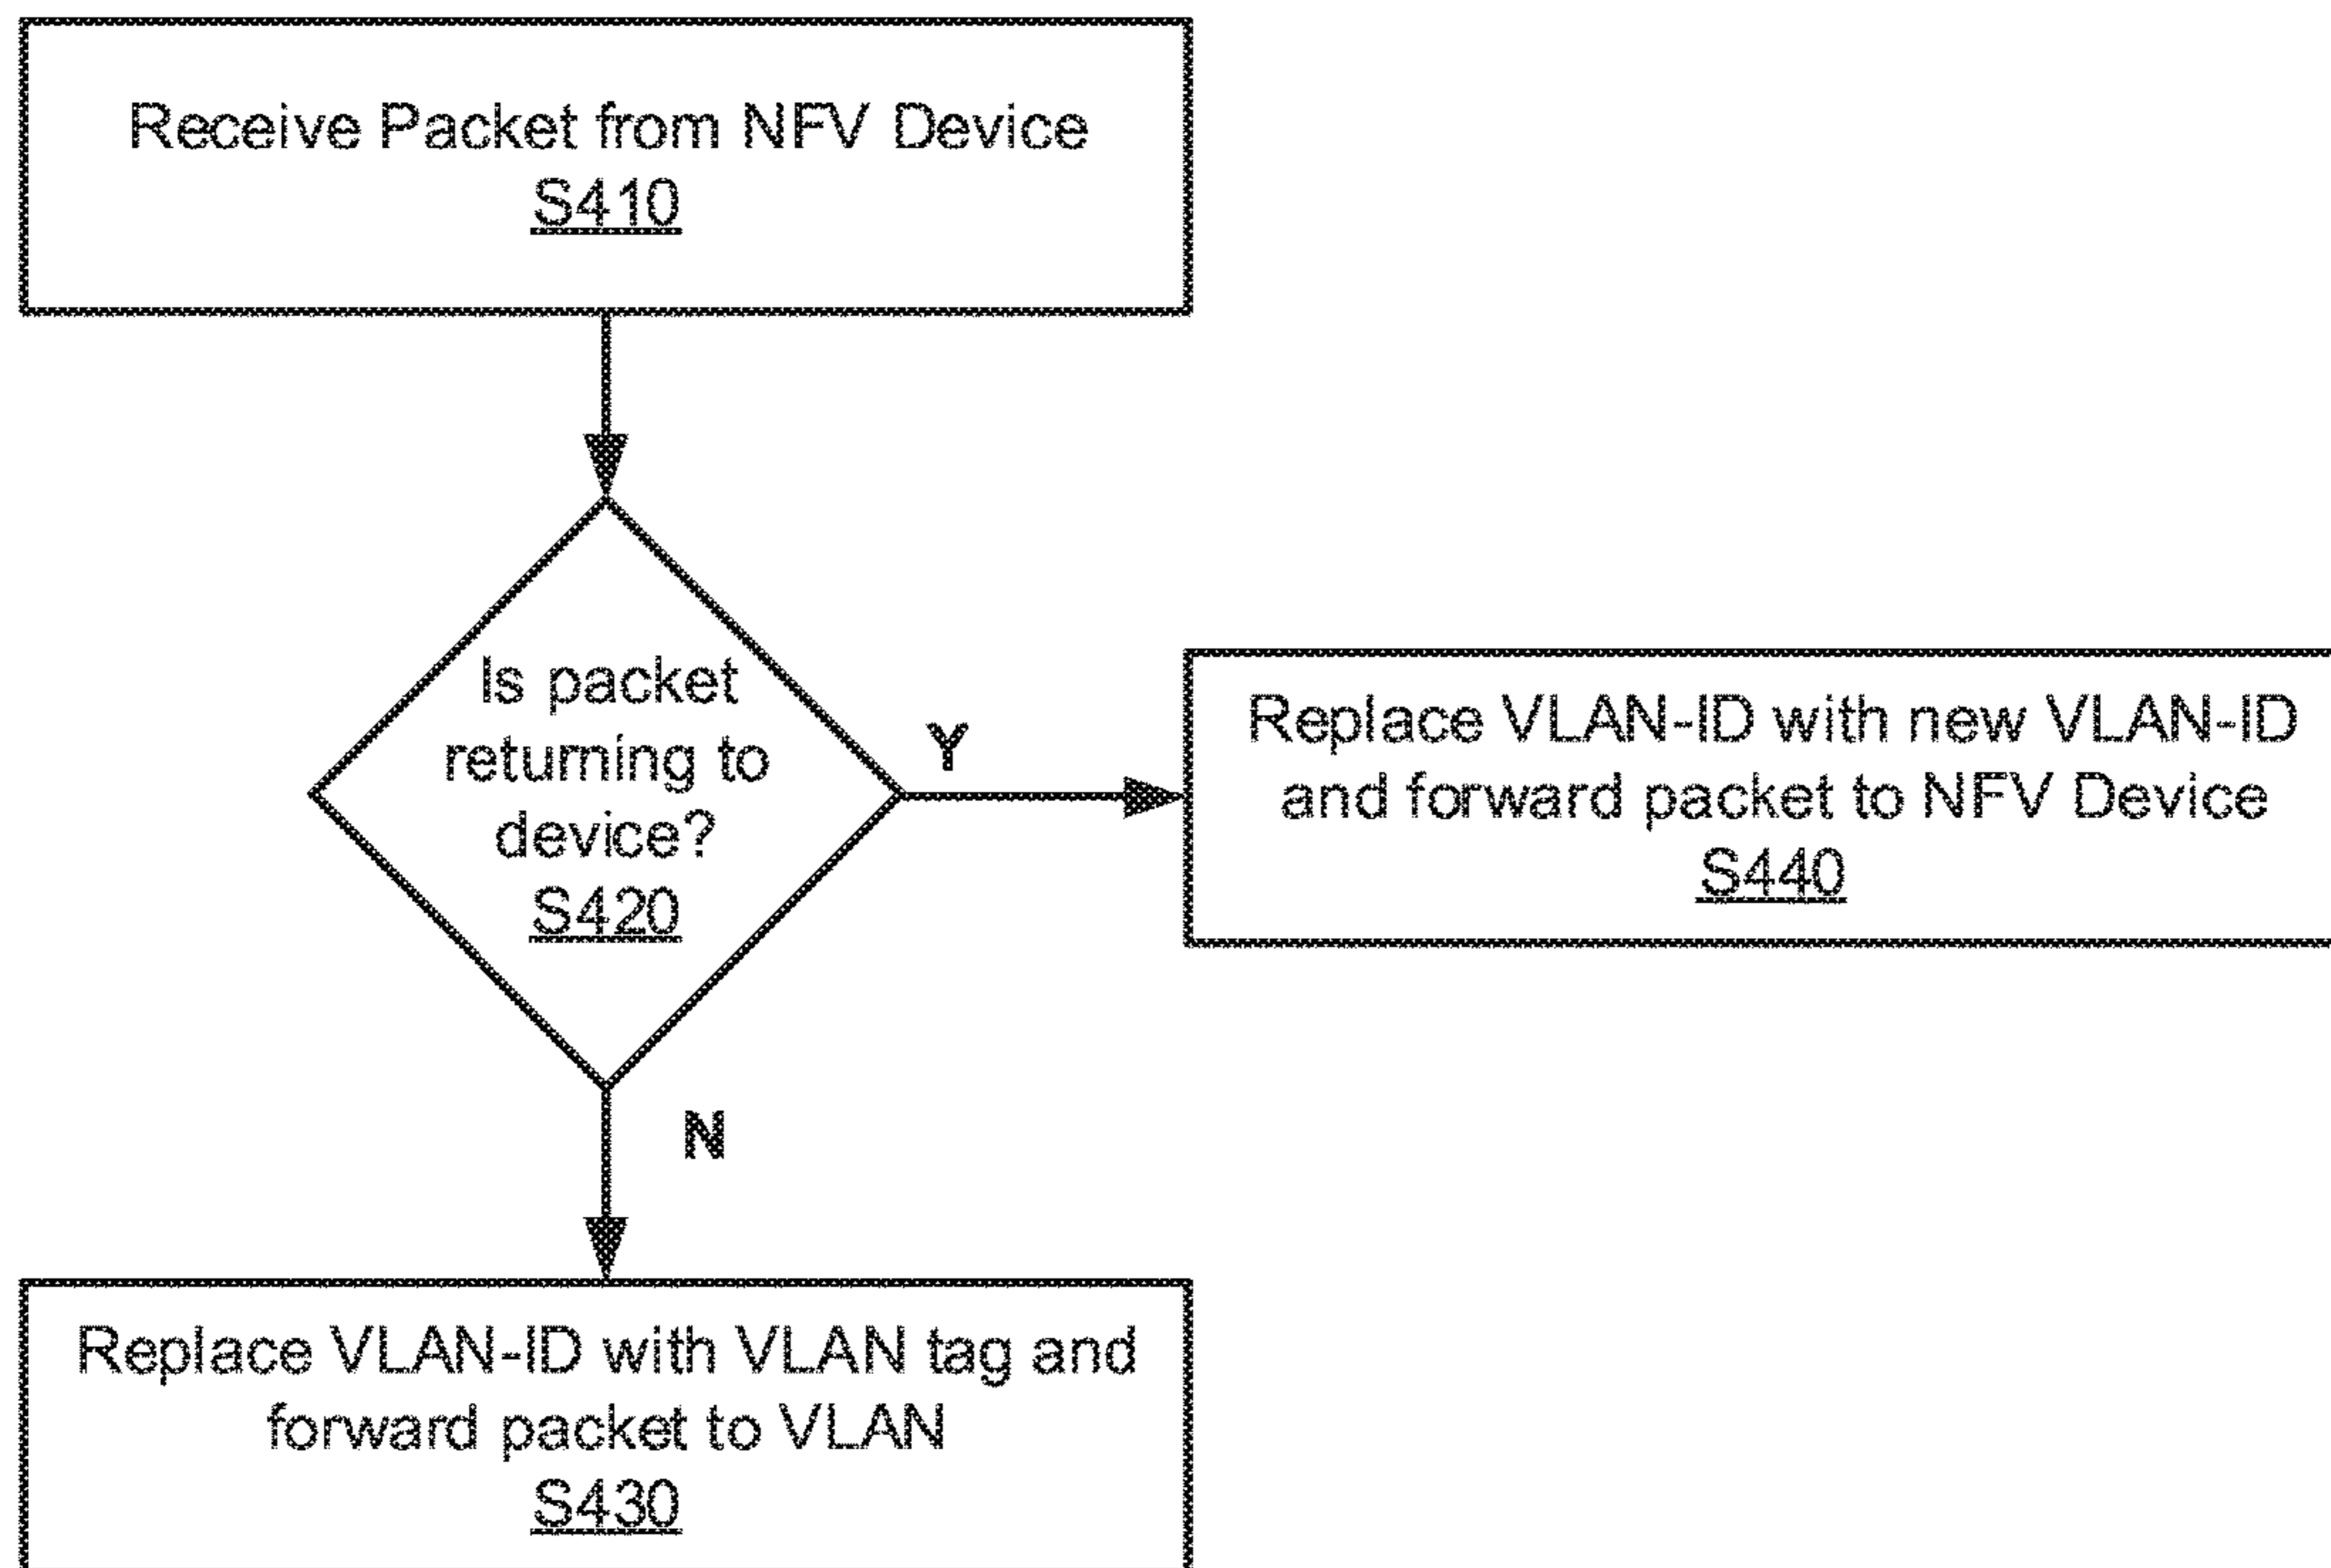 Receive Packet from NFV Device
S410
Is packet
returning to
device?
S420
Y
Replace VLAN-ID with new VLAN-ID
and forward packet to NFV Device
S440
N
Replace VLAN-ID with VLAN tag and
forward packet to VLAN
S430